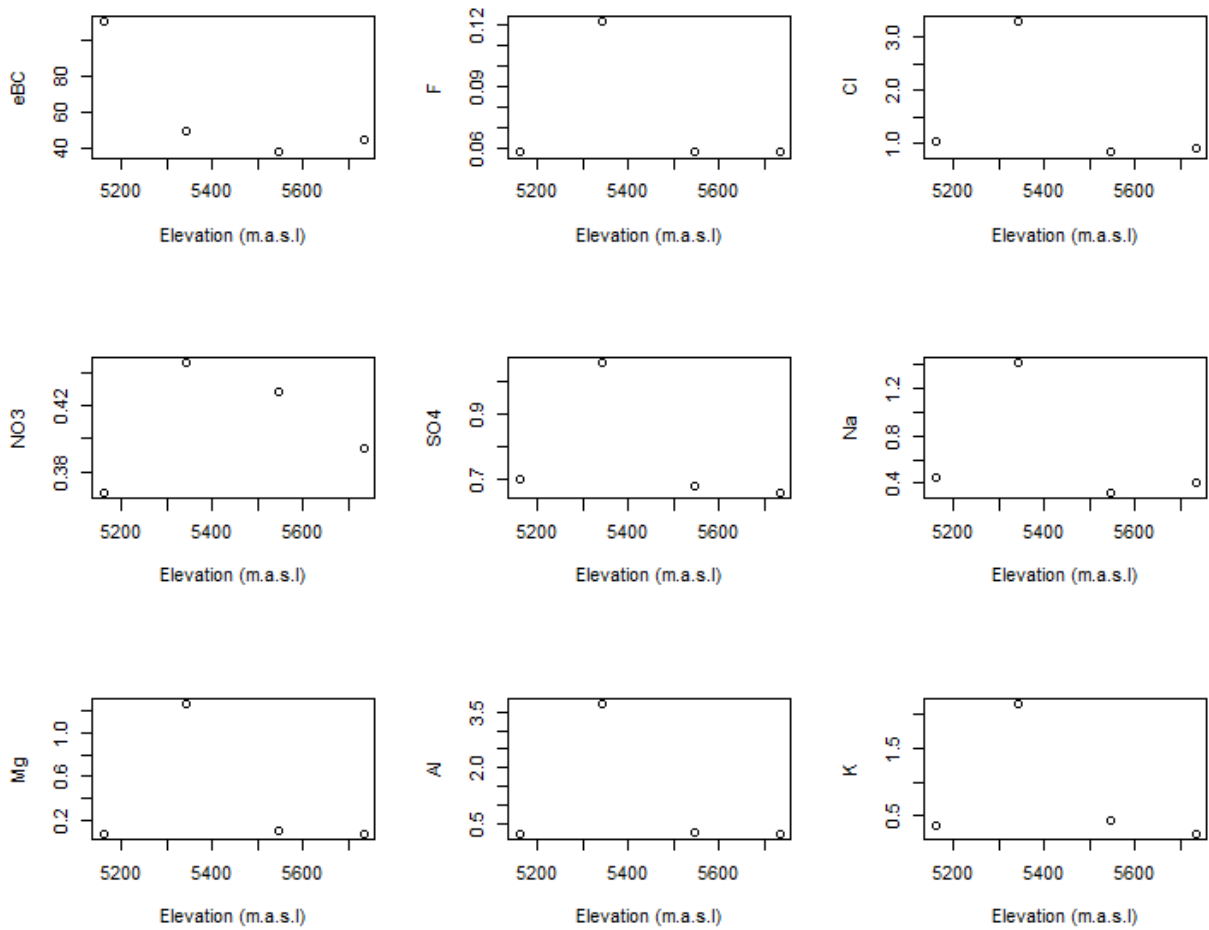 eBC
40 60 80
5200 5400 5600
Elevation (m.a.s.l)
F
0.06 0.09 0.12
5200 5400 5600
Elevation (m.a.s.l)
Cl
1.0 2.0 3.0
5200 5400 5600
Elevation (m.a.s.l)
NO3
0.38 0.42
5200 5400 5600
Elevation (m.a.s.l)
SO4
0.7 0.9
5200 5400 5600
Elevation (m.a.s.l)
Na
0.4 0.8 1.2
5200 5400 5600
Elevation (m.a.s.l)
Mg
0.2 0.6 1.0
5200 5400 5600
Elevation (m.a.s.l)
Al
0.5 2.0 3.5
5200 5400 5600
Elevation (m.a.s.l)
K
0.5 1.5
5200 5400 5600
Elevation (m.a.s.l)